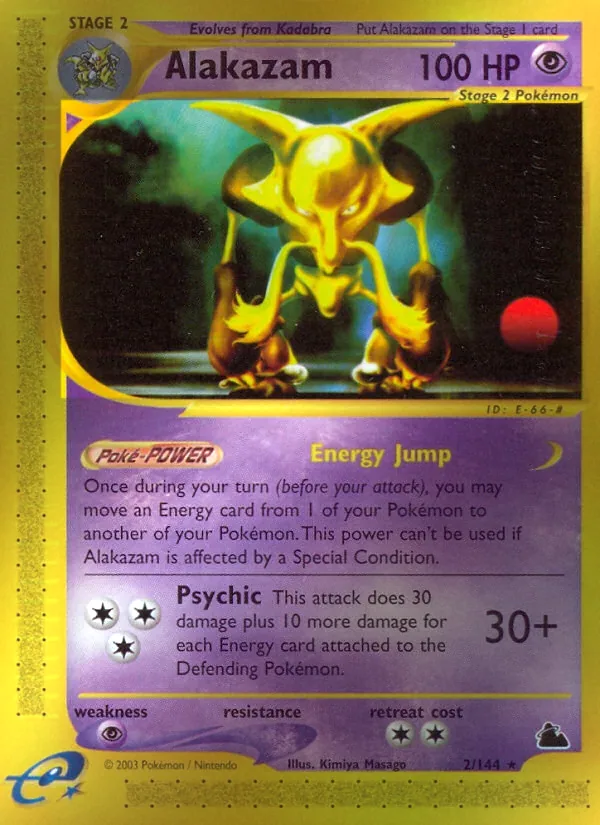 STAGE 2
Evolves from Kadabra Put Alakazam on the Stage 1 card
Alakazam 100 HP
Stage 2 Pokémon
ID: E-66-#
Poké-POWER Energy Jump
Once during your turn (before your attack), you may
move an Energy card from 1 of your Pokémon to
another of your Pokémon. This power can't be used if
Alakazam is affected by a Special Condition.
Psychic This attack does 30
damage plus 10 more damage for
each Energy card attached to the
Defending Pokémon.
30+
weakness resistance retreat cost
© 2003 Pokémon / Nintendo Illus. Kimiya Masago 2/144 ★
e